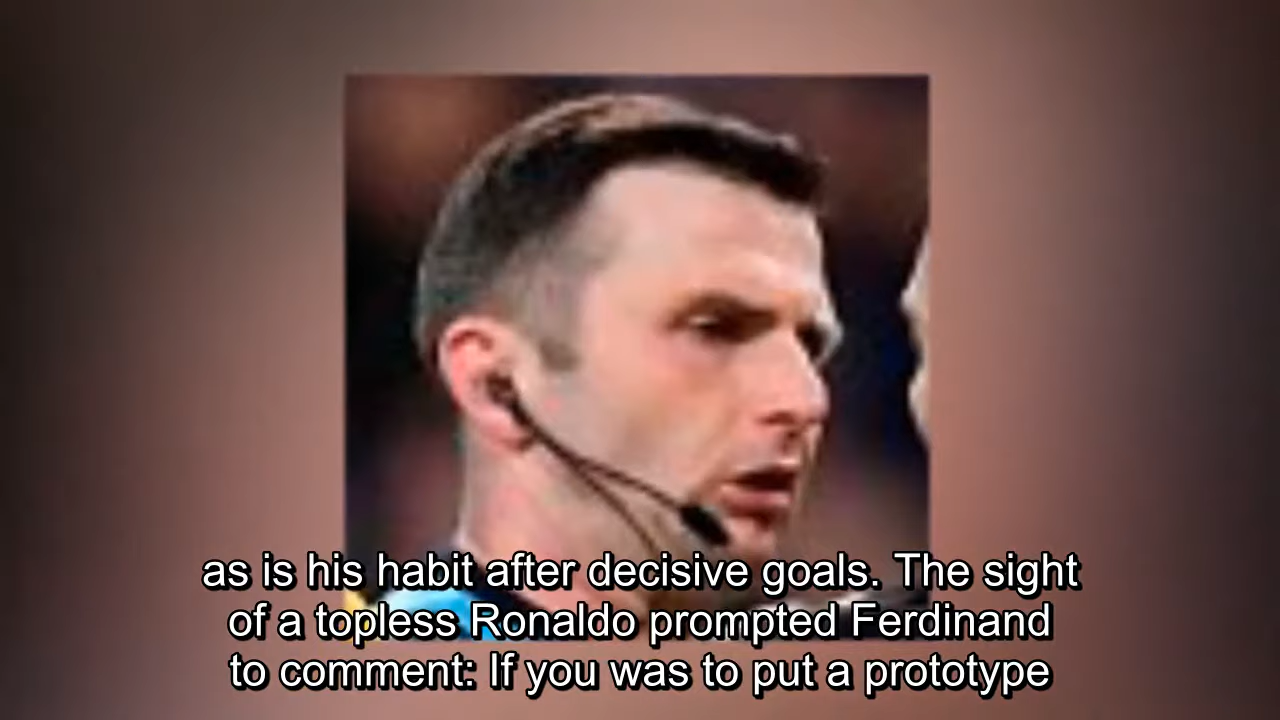 as is his habit after decisive goals. The sight
of a topless Ronaldo prompted Ferdinand
to comment: If you was to put a prototype